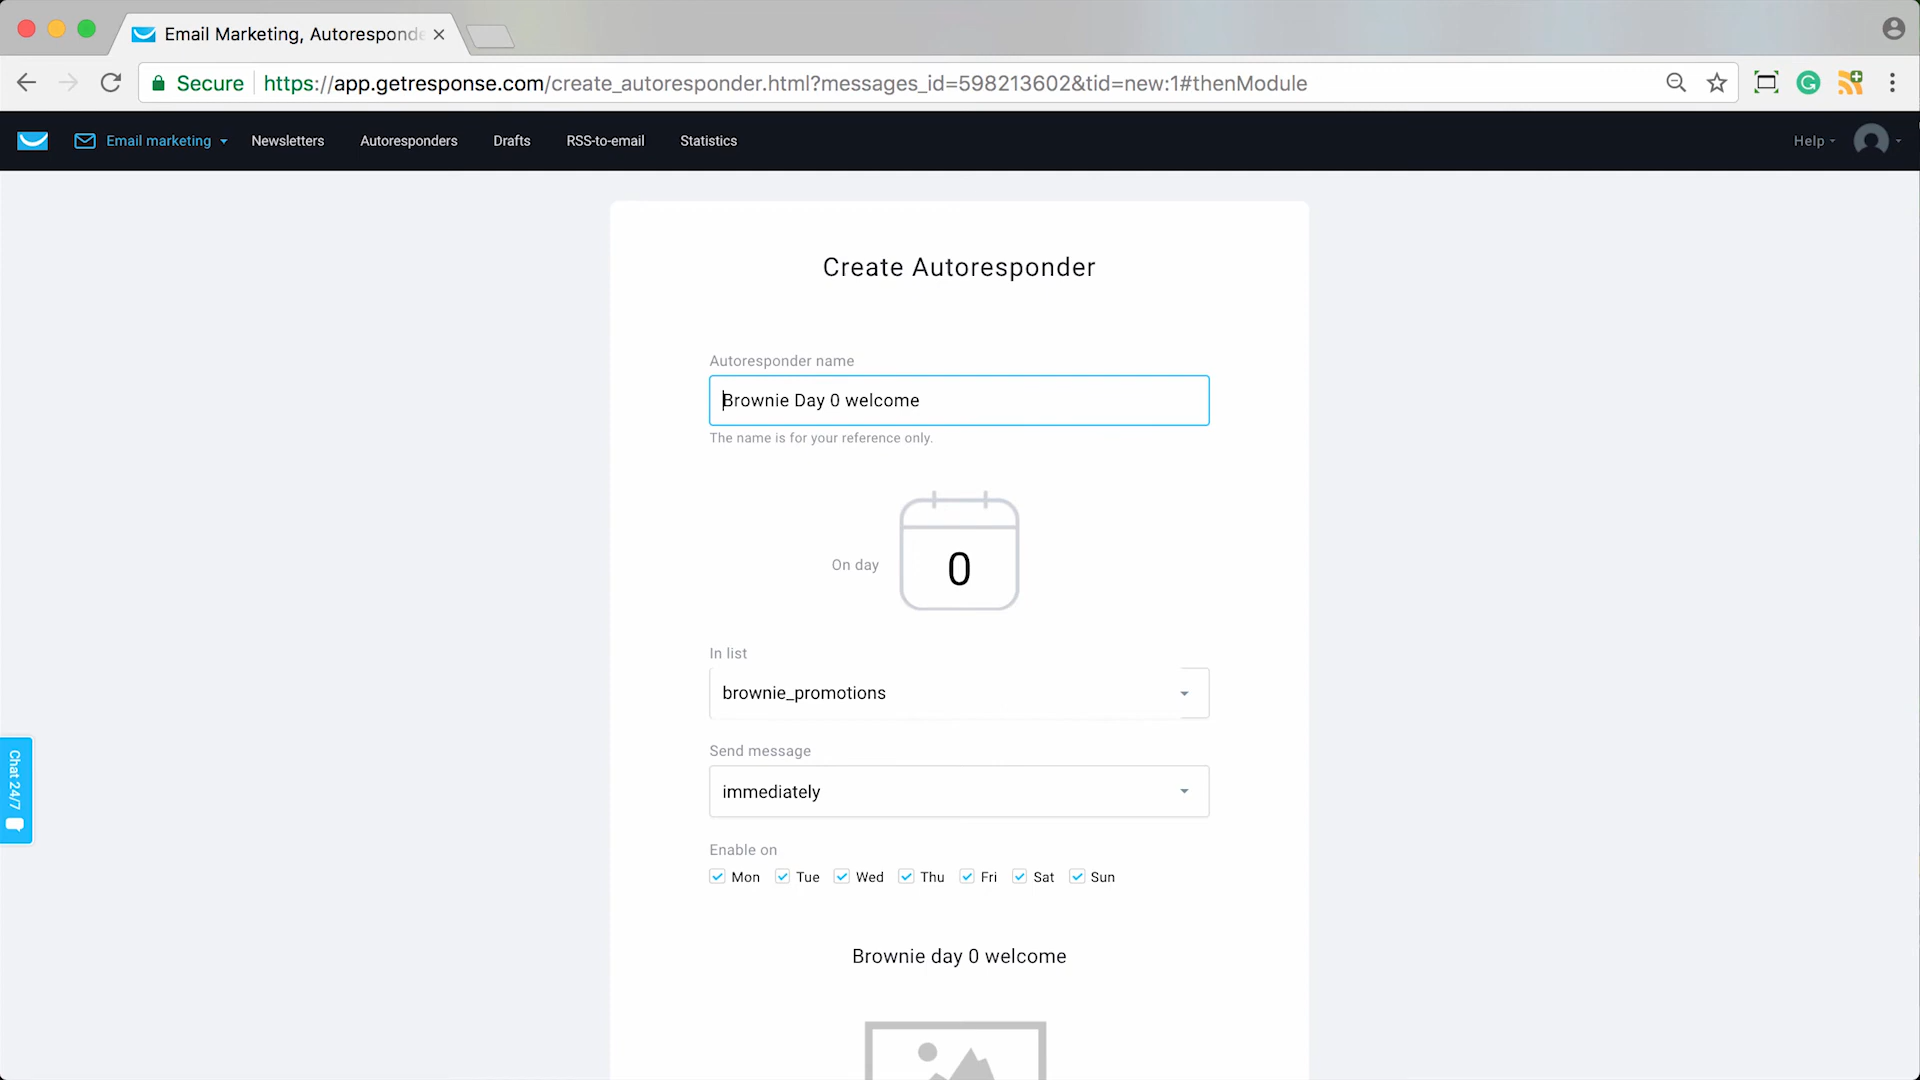 Email Marketing, Autoresponde
Secure https://app.getresponse.com/create_autoresponder.html?messages_id=598213602&tid=new:1#thenModule
Email marketing Newsletters Autoresponders Drafts RSS-to-email Statistics Help
Create Autoresponder
Autoresponder name
Brownie Day 0 welcome
The name is for your reference only.
On day 0
In list
brownie_promotions
Send message
immediately
Enable on
Mon Tue Wed Thu Fri Sat Sun
Brownie day 0 welcome
Chat 24/7